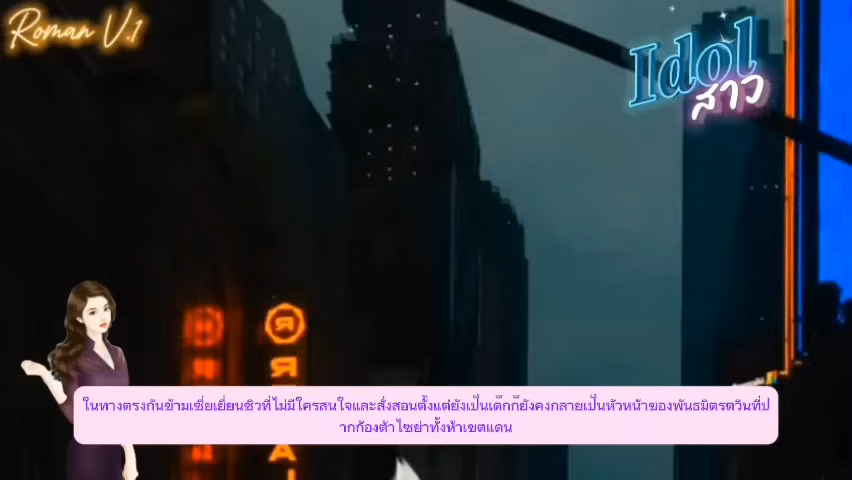 Roman V.1
Idol
สาว
R
R
ในทางตรงกันข้ามเซี่ยเยี่ยนชิวที่ไม่มีใครสนใจและสั่งสอนตั้งแต่ยังเป็นเด็กก็ยังคงกลายเป็นหัวหน้าของพันธมิตรตวินที่ป
ากก้องต้าไซย่าทั้งห้าเขตแดน